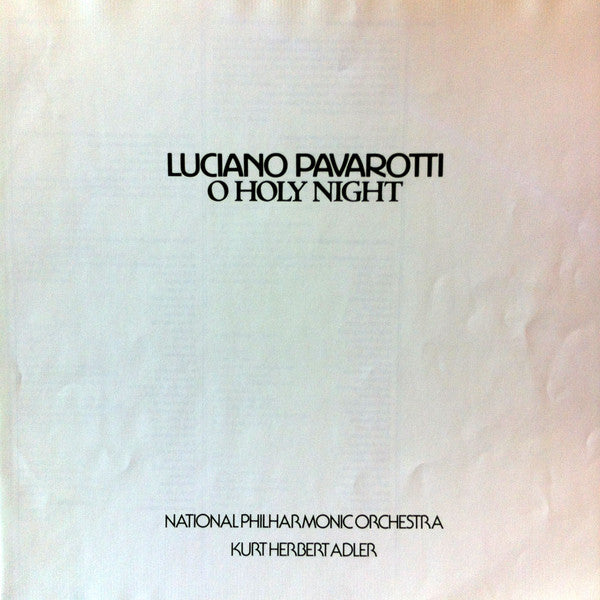 LUCIANO PAVAROTTI
O HOLY NIGHT
NATIONAL PHILHARMONIC ORCHESTRA
KURT HERBERT ADLER